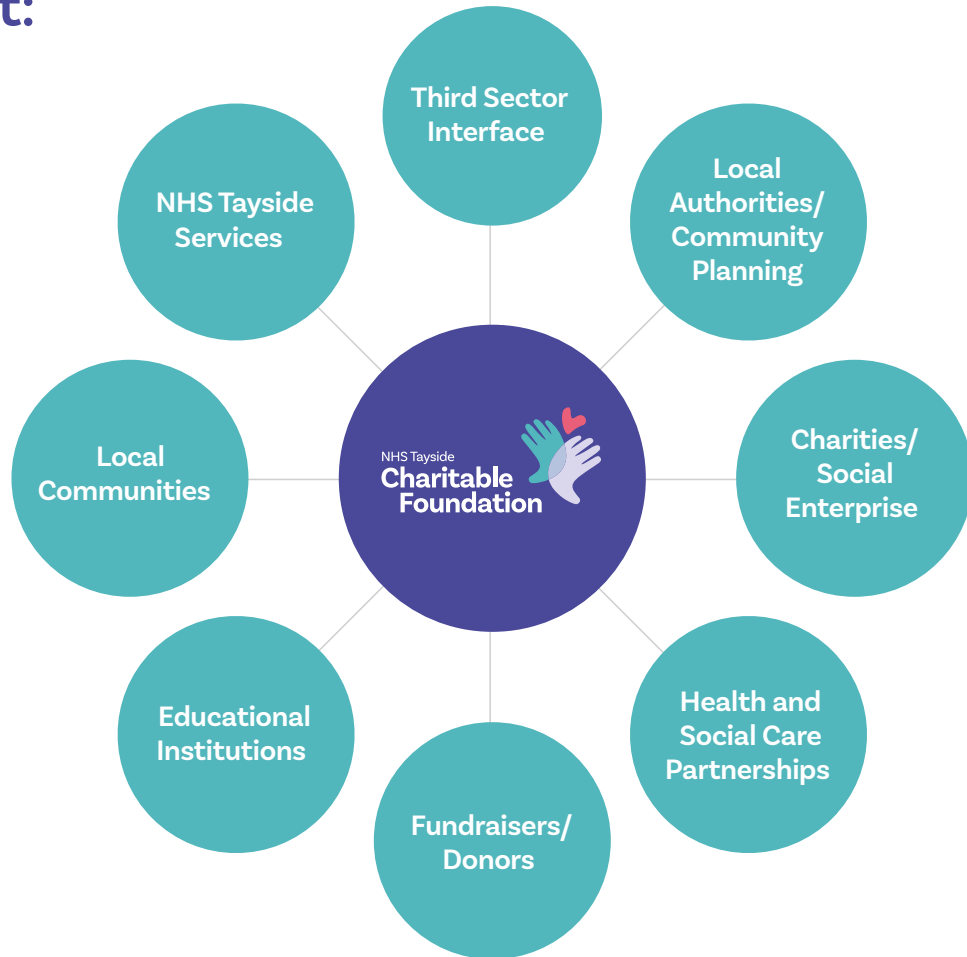 t:
Third Sector
Interface
Local
Authorities/
Community
Planning
Charities/
Social
Enterprise
Health and
Social Care
Partnerships
Fundraisers/
Donors
Educational
Institutions
Local
Communities
NHS Tayside
Services
NHS Tayside
Charitable
Foundation